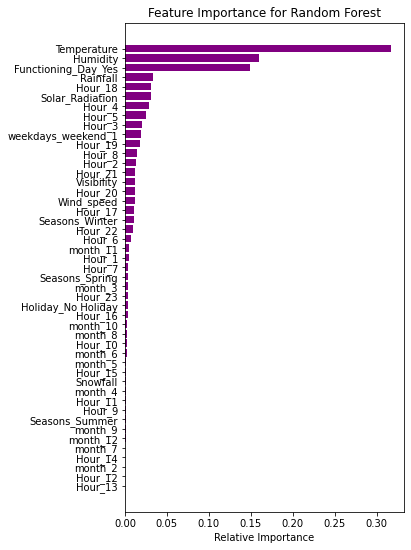 Feature Importance for Random Forest
Temperature
Humidity
Functioning_Day_Yes
Rainfall
Hour_18
Solar_Radiation
Hour_4
Hour_5
Hour_3
weekdays_weekend_1
Hour_19
Hour_8
Hour_2
Hour_21
Visibility
Hour_20
Wind_speed
Hour_17
Seasons_Winter
Hour_22
Hour_6
month_11
Hour_1
Hour_7
Seasons_Spring
month_3
Hour_23
Holiday_No Holiday
Hour_16
month_10
month_8
Hour_10
month_6
month_5
Hour_15
Snowfall
month_4
Hour_11
Hour_9
Seasons_Summer
month_9
month_12
month_7
Hour_14
month_2
Hour_12
Hour_13
0.00 0.05 0.10 0.15 0.20 0.25 0.30
Relative Importance